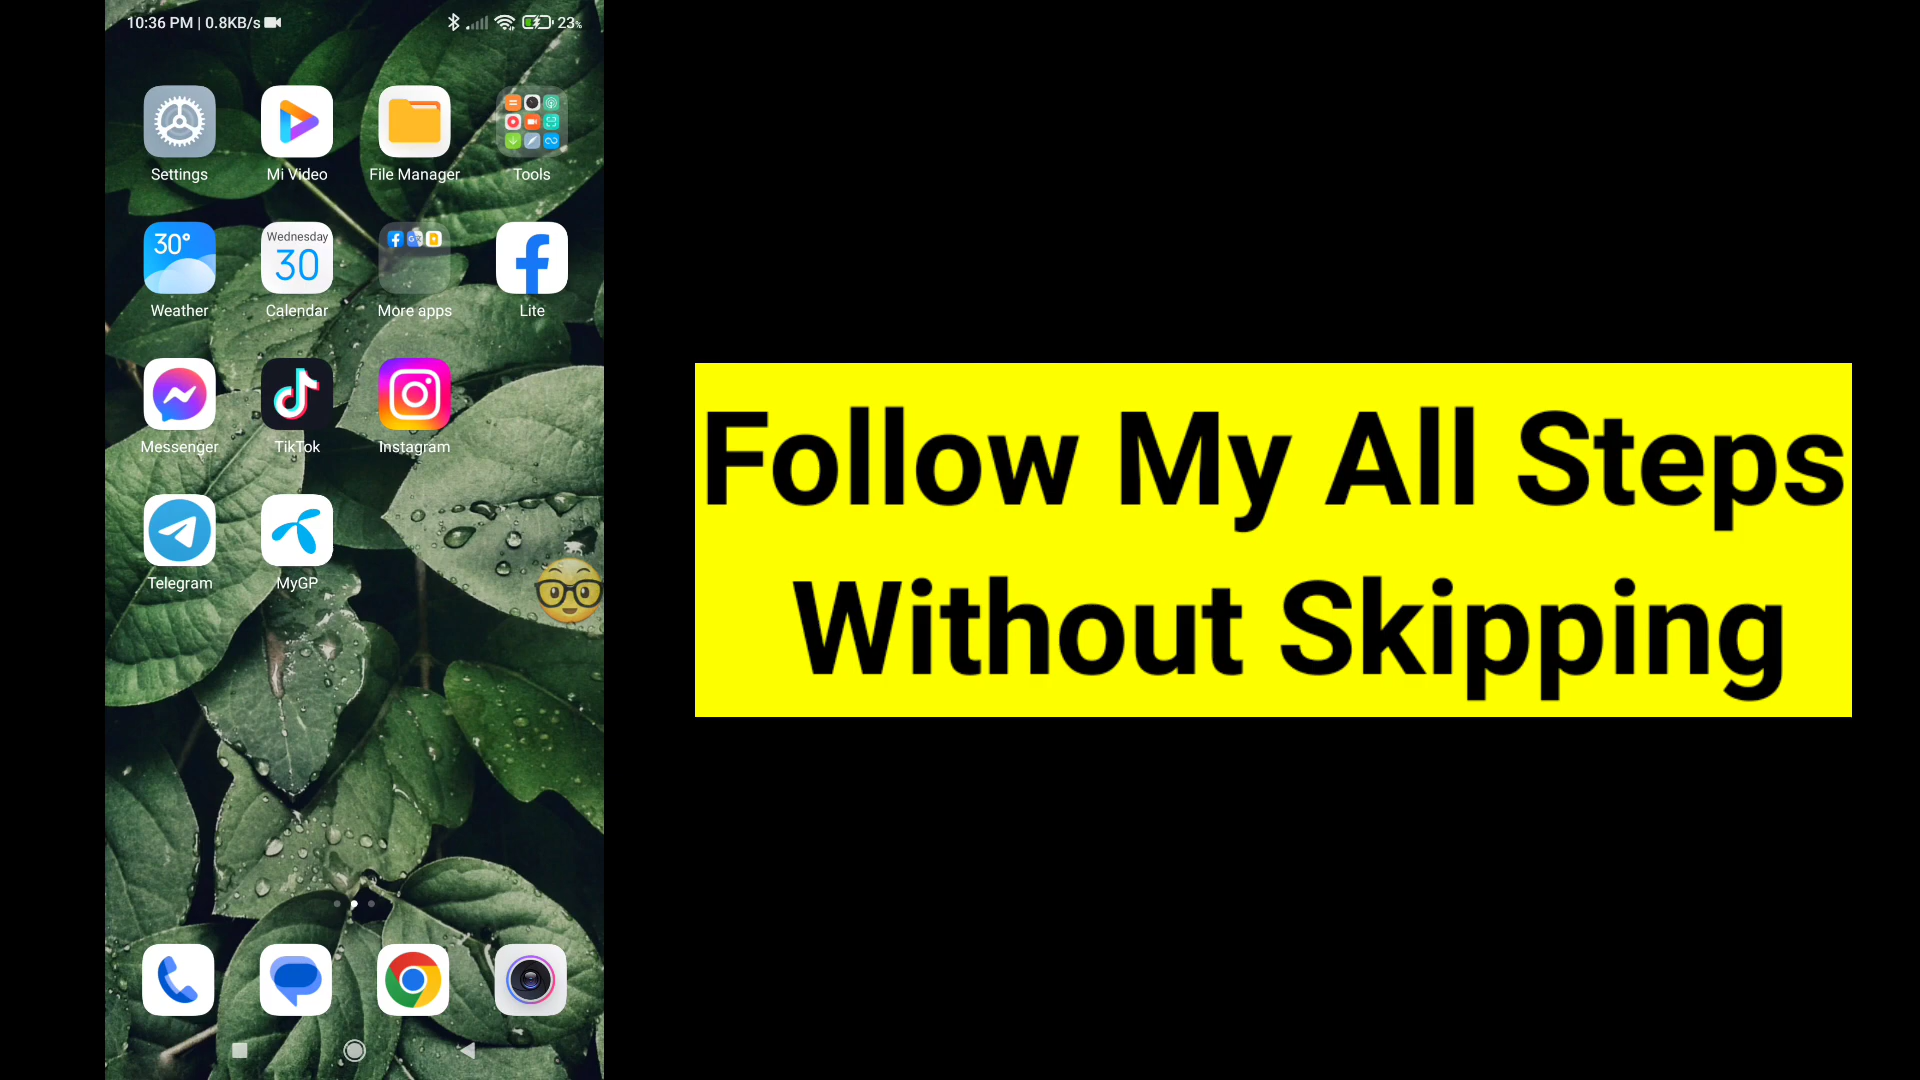 10:36 PM | 0.8KB/s
23%
Settings
Mi Video
File Manager
Tools
30°
Wednesday
30
Weather
Calendar
More apps
Lite
Messenger
TikTok
Instagram
Telegram
MyGP
Follow My All Steps
Without Skipping